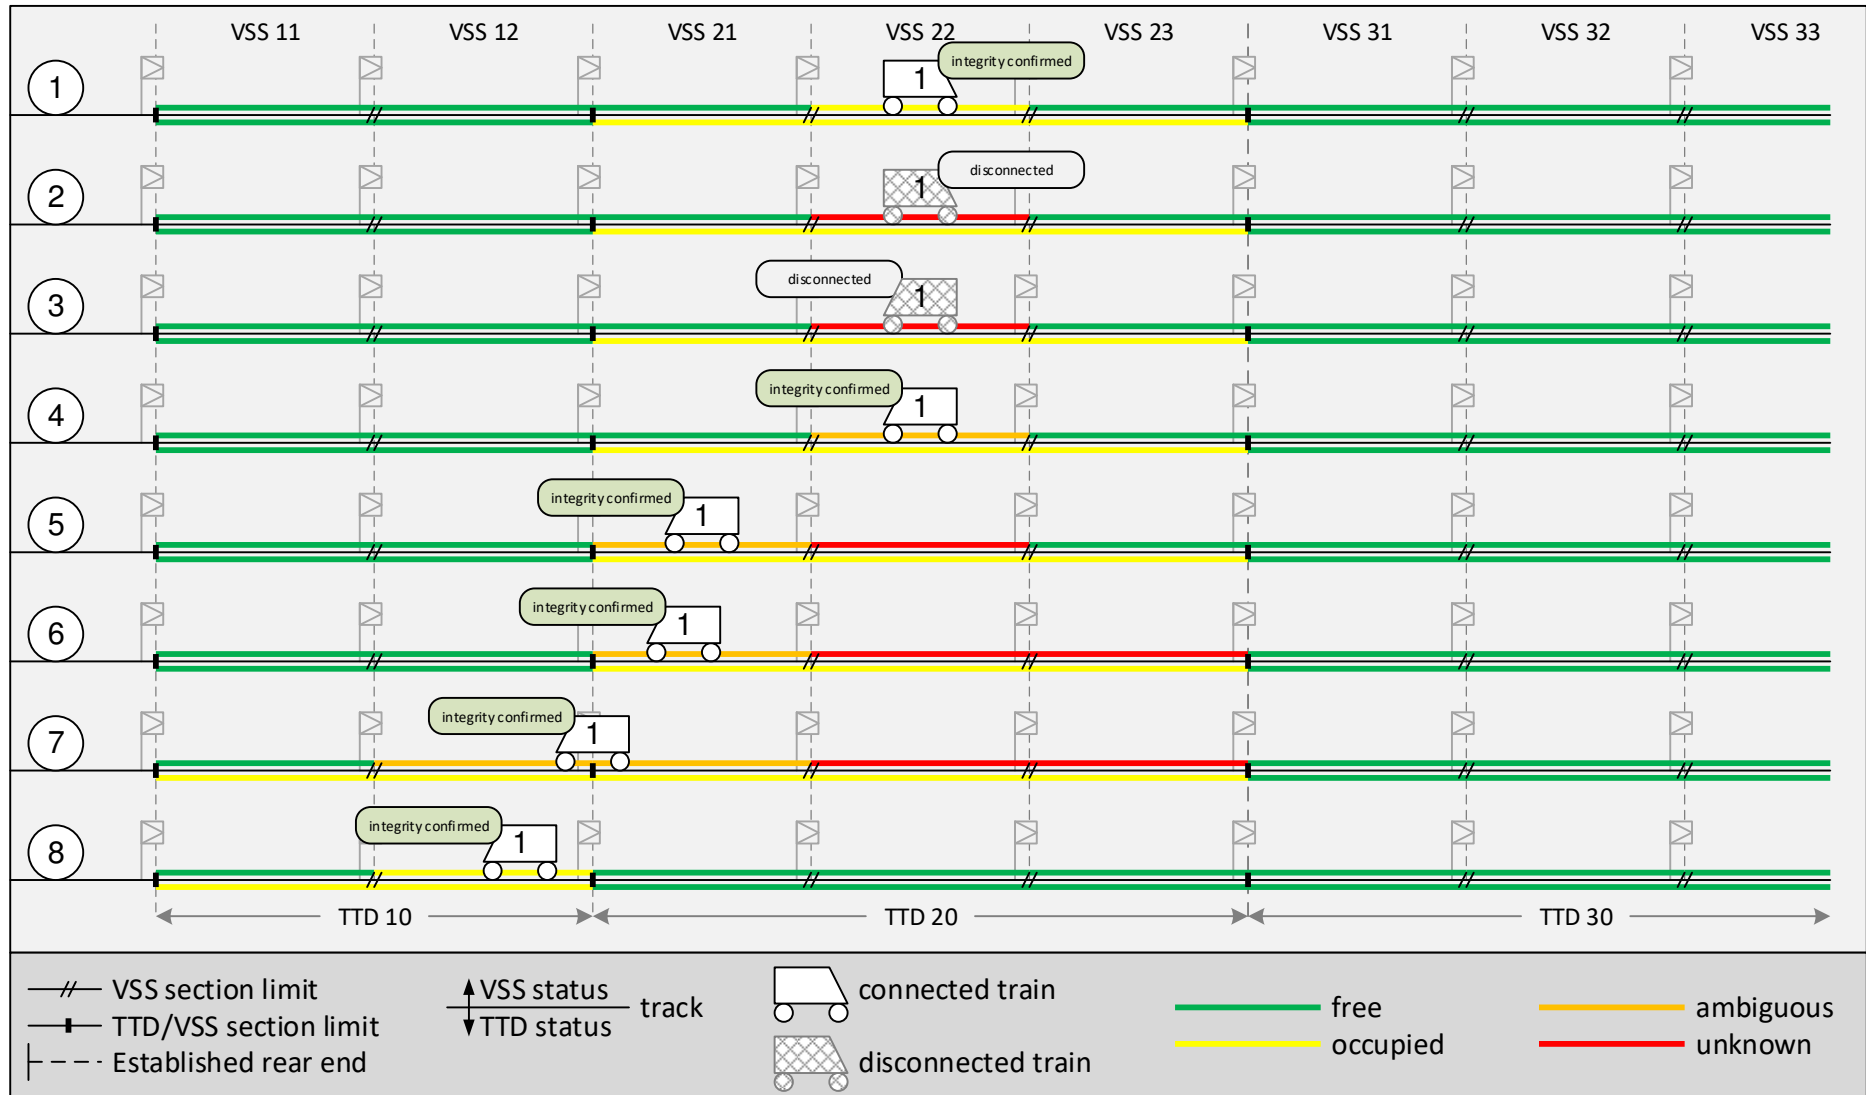 VSS 11 VSS 12 VSS 21 VSS 22 VSS 23 VSS 31 VSS 32 VSS 33
1 1 integrity confirmed
2 1 disconnected
3 disconnected 1
4 integrity confirmed 1
5 integrity confirmed 1
6 integrity confirmed 1
7 integrity confirmed 1
8 integrity confirmed 1
TTD 10 TTD 20 TTD 30
VSS section limit
TTD/VSS section limit
Established rear end
VSS status
track
TTD status
connected train
disconnected train
free
occupied
ambiguous
unknown